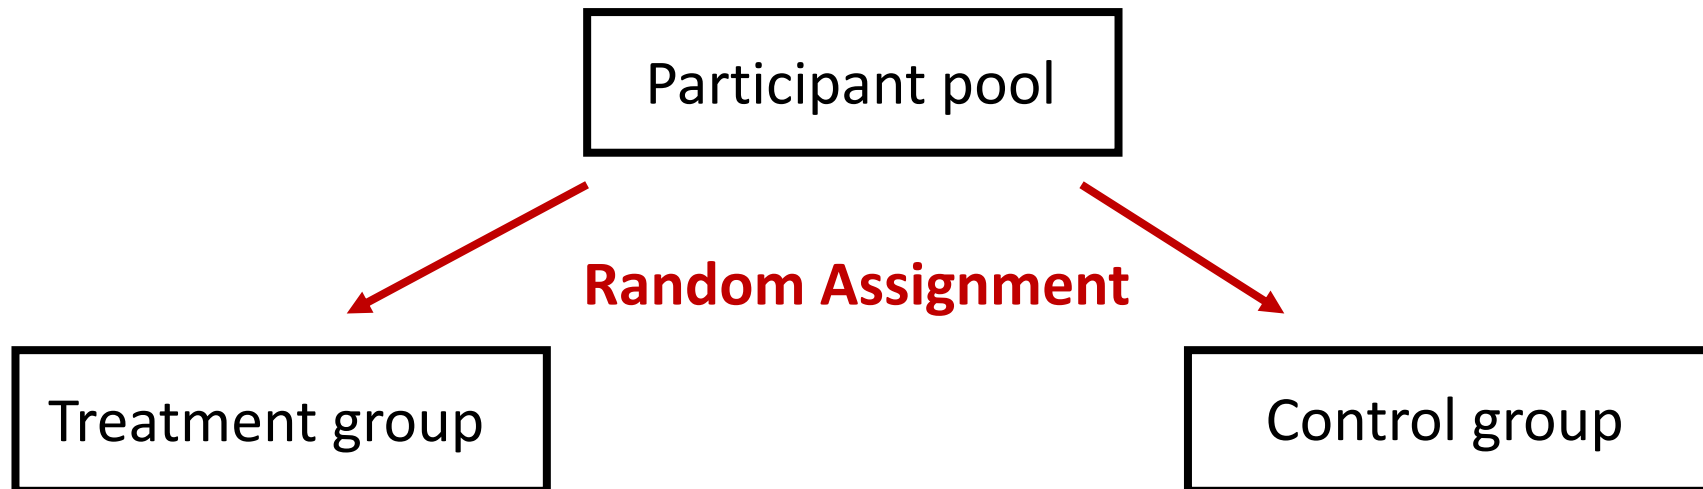 Participant pool
Random Assignment
Treatment group
Control group